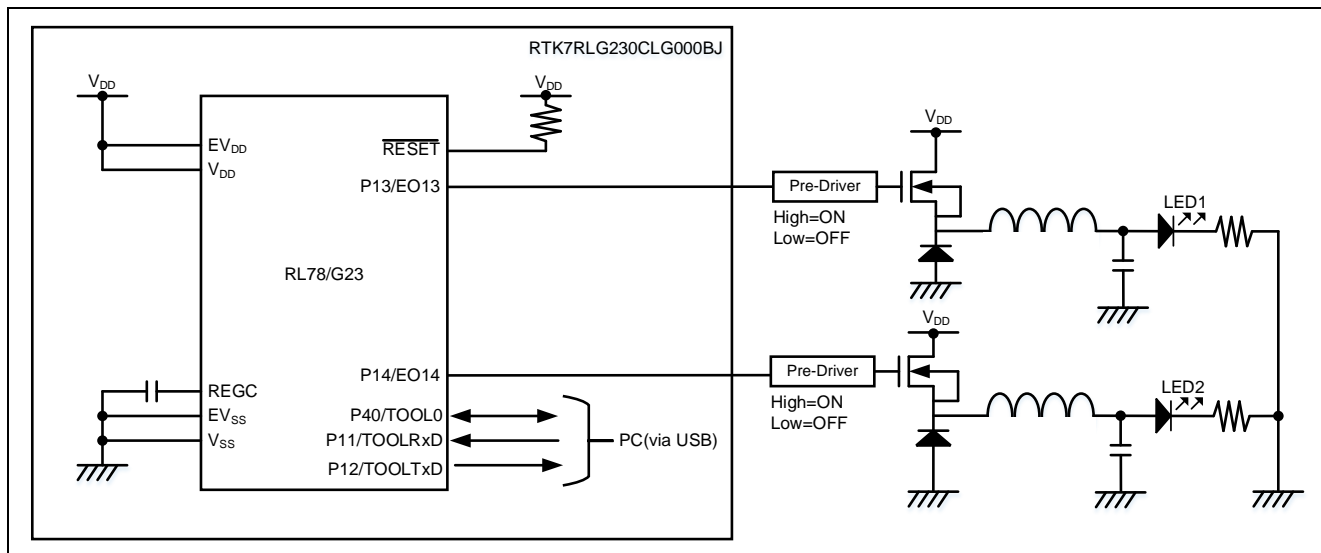 RTK7RLG230CLG000BJ
VDD
VDD
EVDD
VDD
RESET
P13/EO13
RL78/G23
P14/EO14
REGC
EVSS
VSS
P40/TOOL0
P11/TOOLRxD
P12/TOOLTxD
PC(via USB)
VDD
Pre-Driver
High=ON
Low=OFF
LED1
VDD
Pre-Driver
High=ON
Low=OFF
LED2